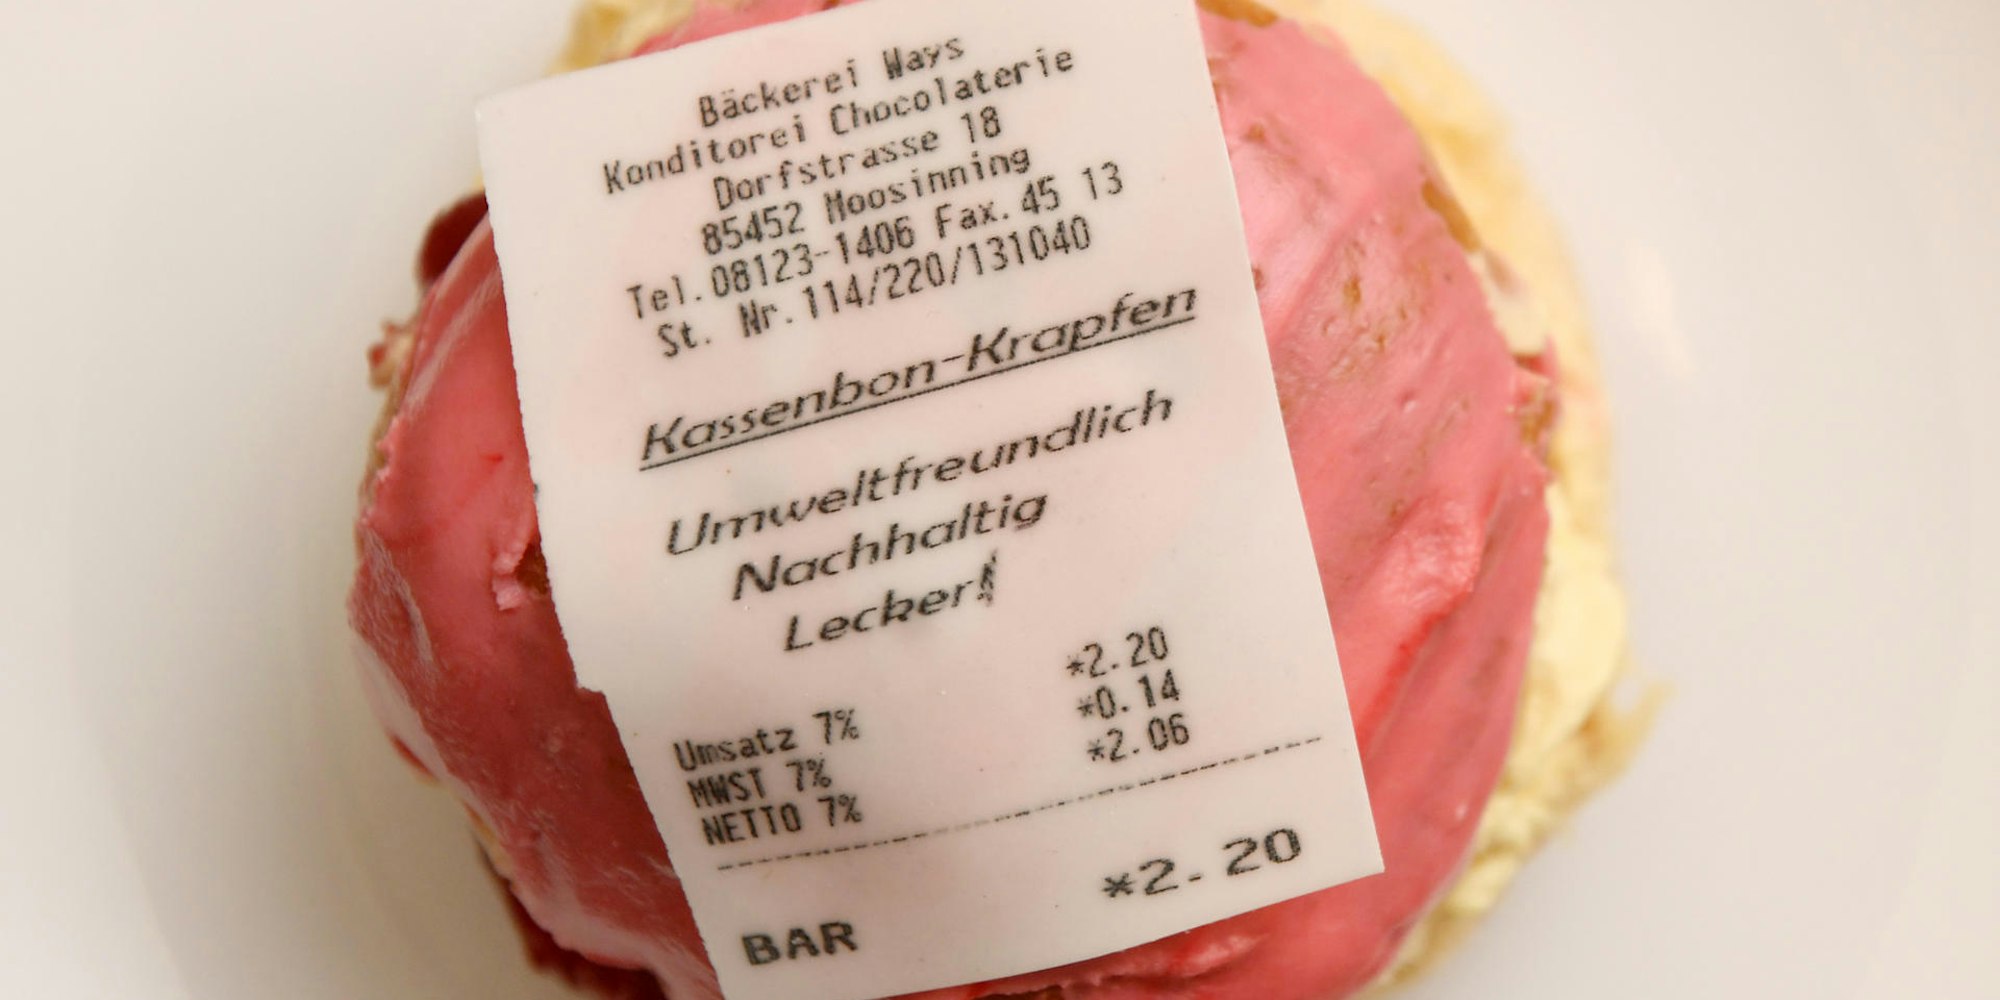 Bäckerei Ways
Konditorei Chocolaterie
Dorfstrasse 18
85452 Moosinning
Tel.08123-1406 Fax.45 13
St. Nr.114/220/131040
Kassenbon-Krapfen
Umweltfreundlich
Nachhaltig
Lecker!
Umsatz 7% *2.20
MWST 7% *0.14
NETTO 7% *2.06
BAR *2.20